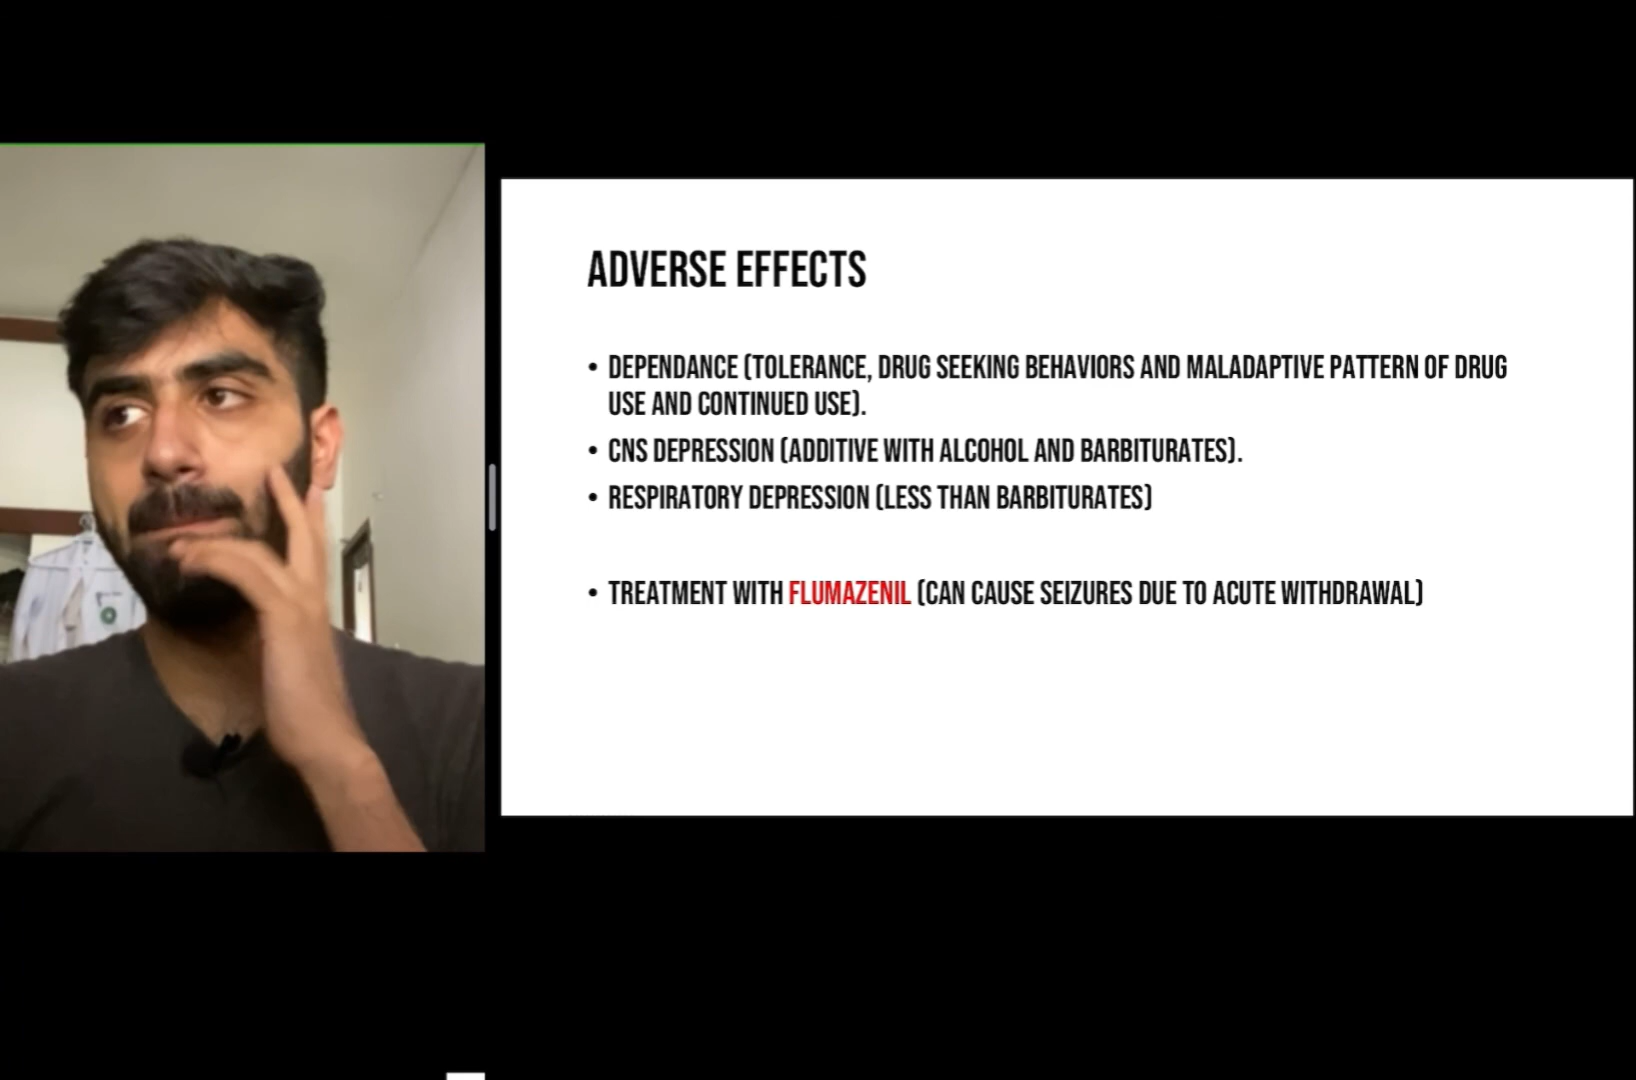 ADVERSE EFFECTS
• DEPENDANCE (TOLERANCE, DRUG SEEKING BEHAVIORS AND MALADAPTIVE PATTERN OF DRUG
USE AND CONTINUED USE).
• CNS DEPRESSION (ADDITIVE WITH ALCOHOL AND BARBITURATES).
• RESPIRATORY DEPRESSION (LESS THAN BARBITURATES)
• TREATMENT WITH FLUMAZENIL (CAN CAUSE SEIZURES DUE TO ACUTE WITHDRAWAL)